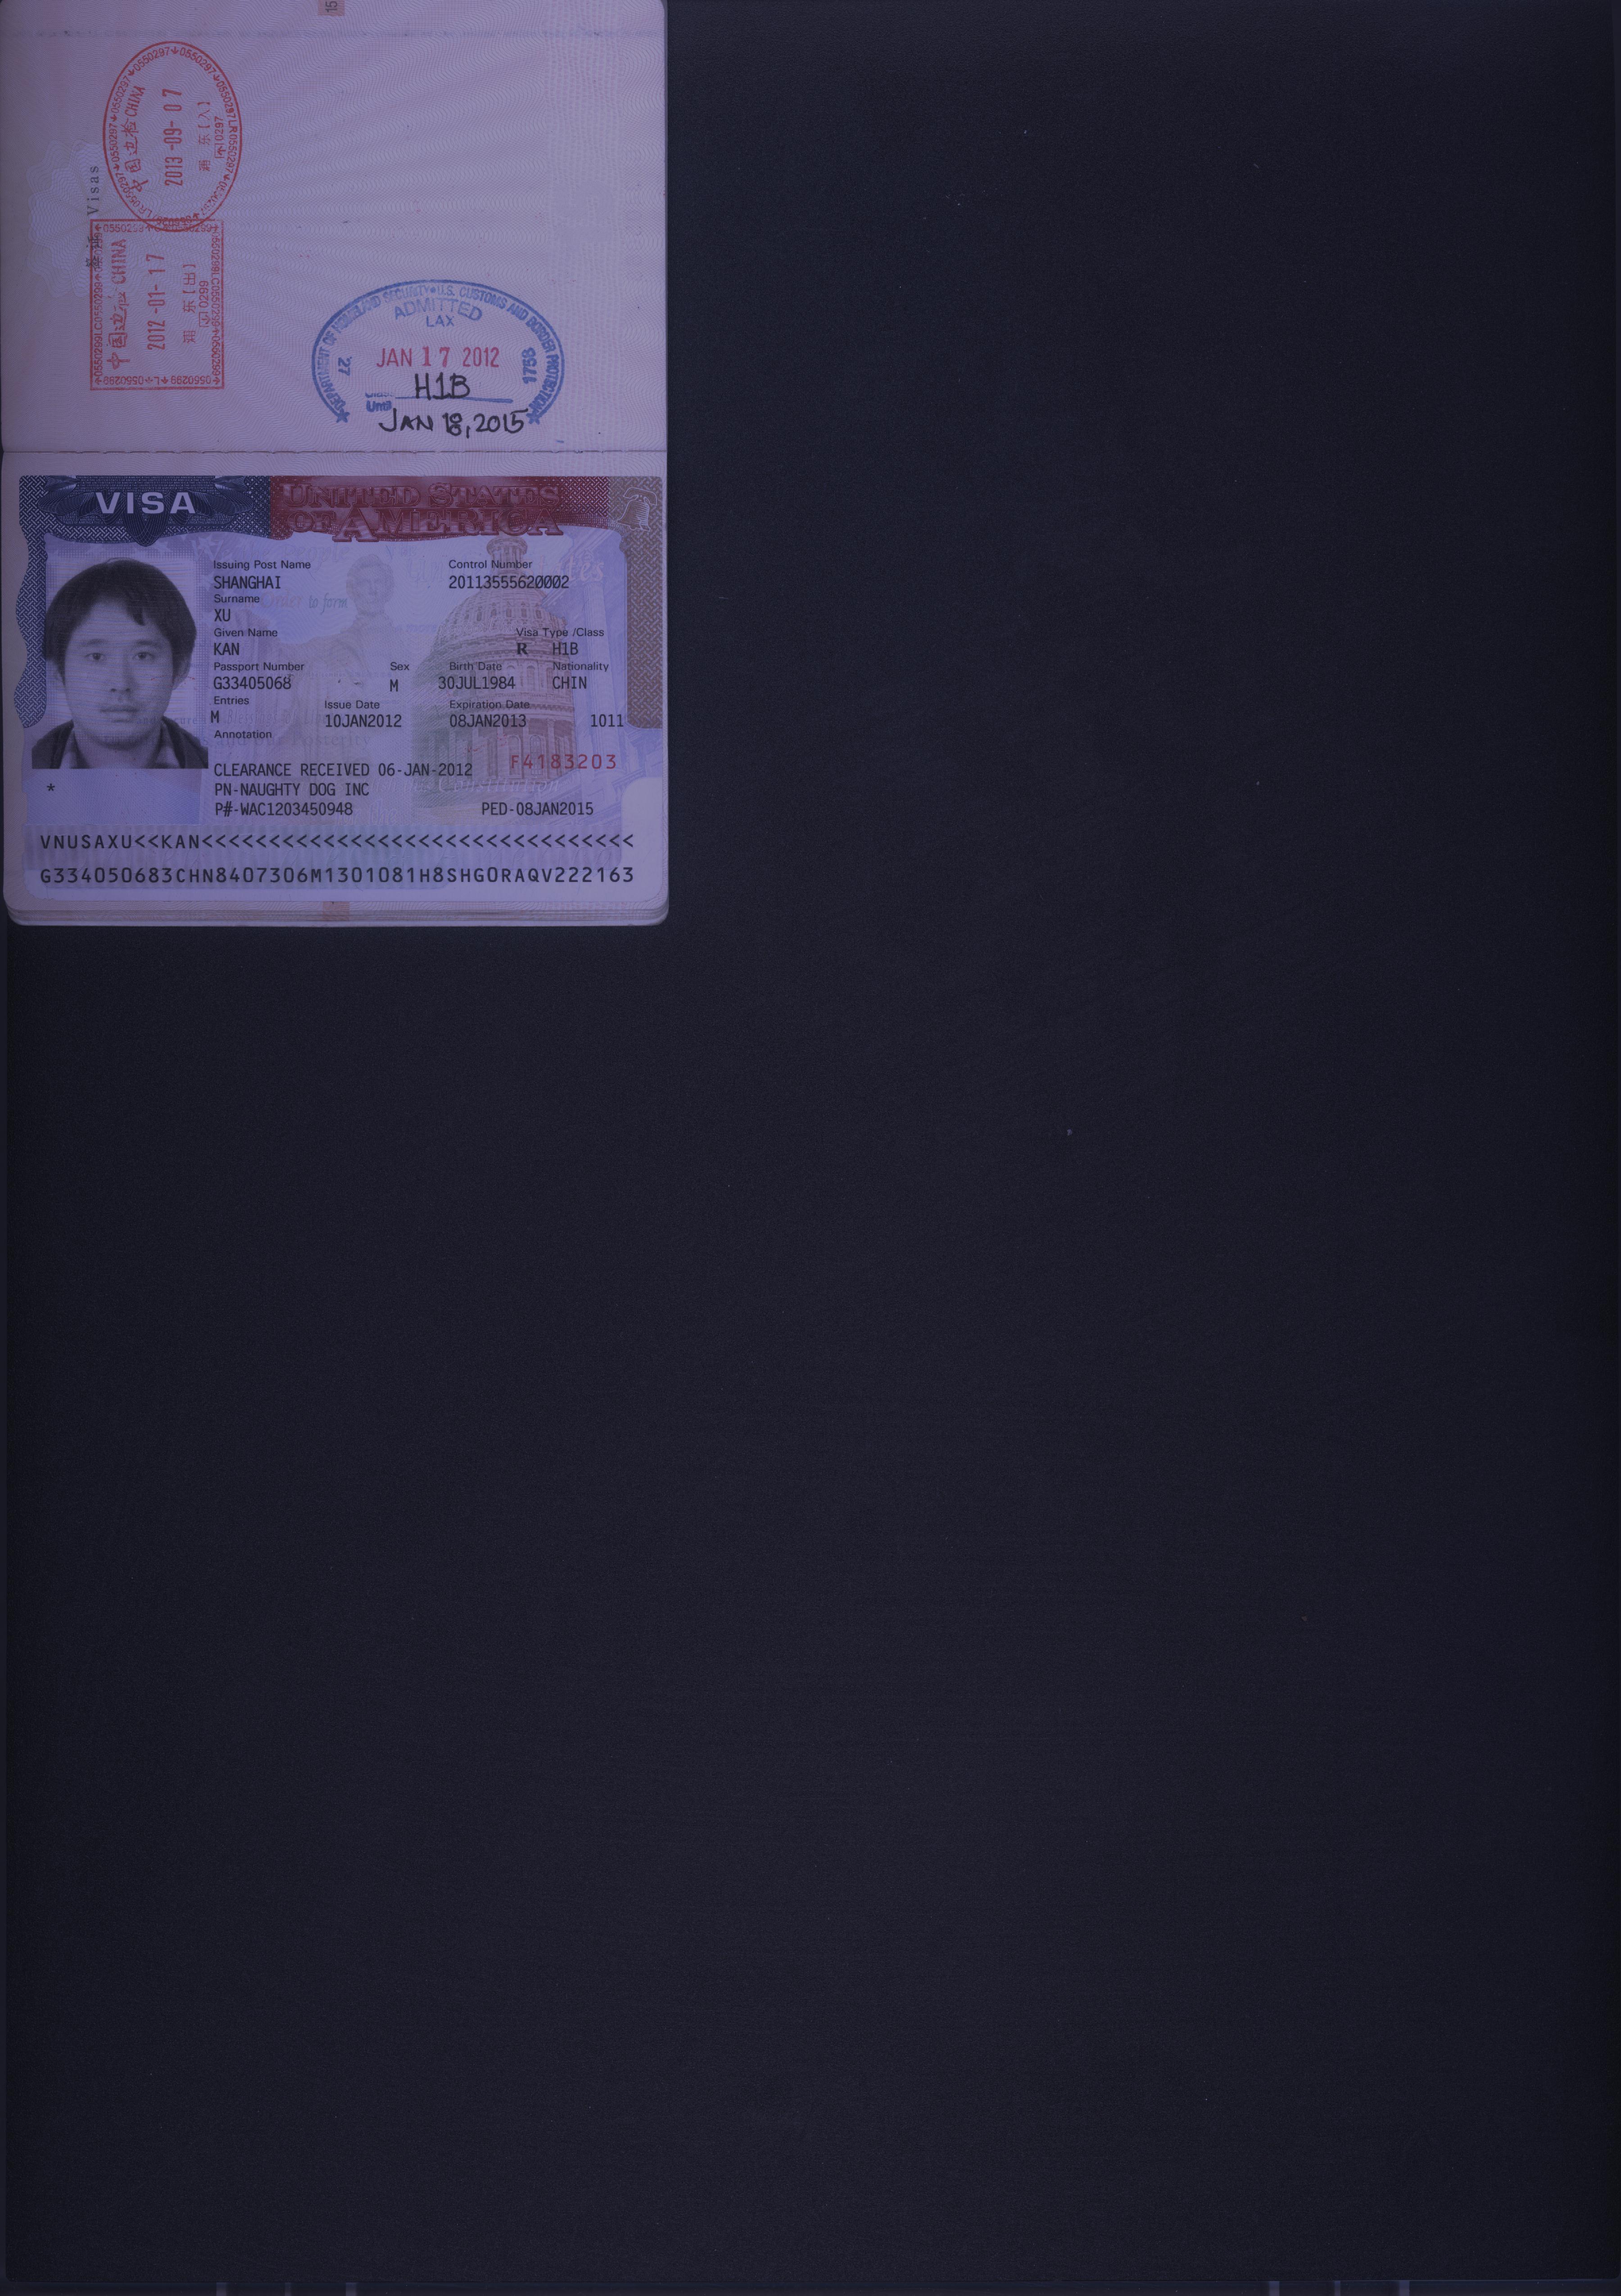 15
签证 Visas
中国边检 CHINA
2013-09-07
浦东[入]
0297
中国边检 CHINA
2012-01-17
浦东[出]
0299
DEPARTMENT OF HOMELAND SECURITY • U.S. CUSTOMS AND BORDER PROTECTION
ADMITTED
LAX
27 JAN 17 2012 1758
H1B
Until JAN 18, 2015
VISA UNITED STATES OF AMERICA
Issuing Post Name Control Number
SHANGHAI 20113555620002
Surname
XU
Given Name Visa Type /Class
KAN R H1B
Passport Number Sex Birth Date Nationality
G33405068 M 30JUL1984 CHIN
Entries Issue Date Expiration Date
M 10JAN2012 08JAN2013 1011
Annotation
CLEARANCE RECEIVED 06-JAN-2012 F4183203
* PN-NAUGHTY DOG INC
P#-WAC1203450948 PED-08JAN2015
VNUSAXU<<KAN<<<<<<<<<<<<<<<<<<<<<<<<<<<<<<<<
G334050683CHN8407306M1301081H8SHG0RAQV222163